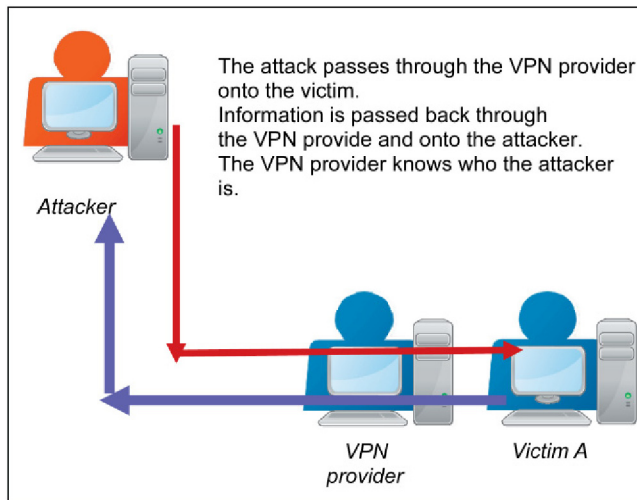 The attack passes through the VPN provider
onto the victim.
Information is passed back through
the VPN provide and onto the attacker.
The VPN provider knows who the attacker
is.
Attacker
VPN
provider
Victim A